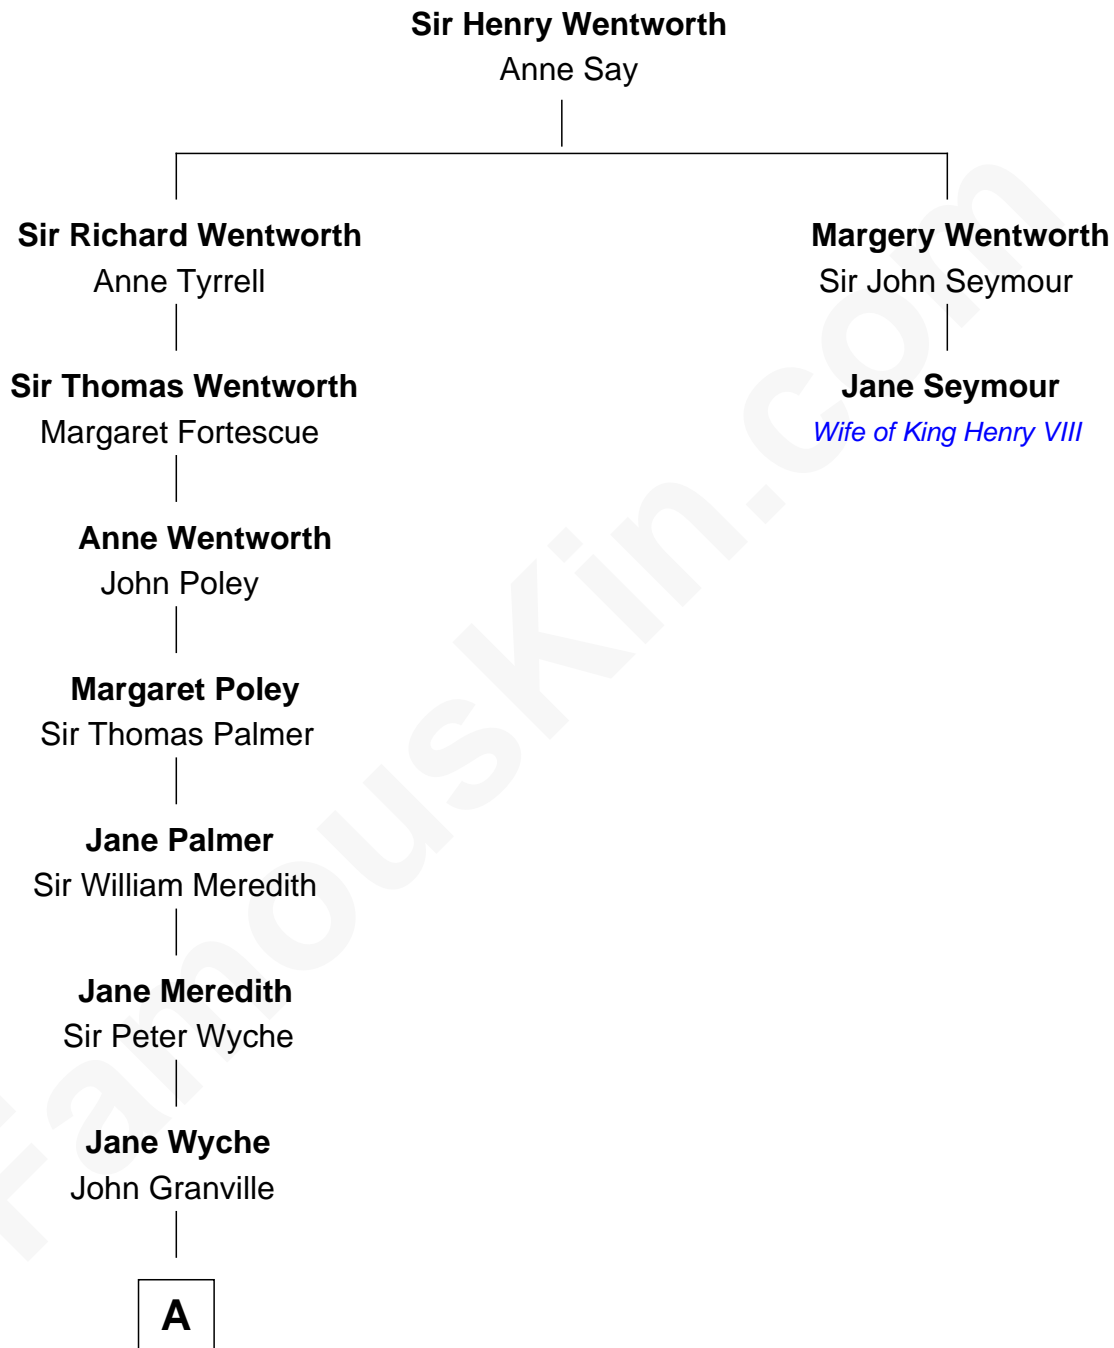 Sir Henry Wentworth
Anne Say
Sir Richard Wentworth
Anne Tyrrell
Margery Wentworth
Sir John Seymour
Sir Thomas Wentworth
Margaret Fortescue
Jane Seymour
Wife of King Henry VIII
Anne Wentworth
John Poley
Margaret Poley
Sir Thomas Palmer
Jane Palmer
Sir William Meredith
Jane Meredith
Sir Peter Wyche
Jane Wyche
John Granville
A
FamousKin.com